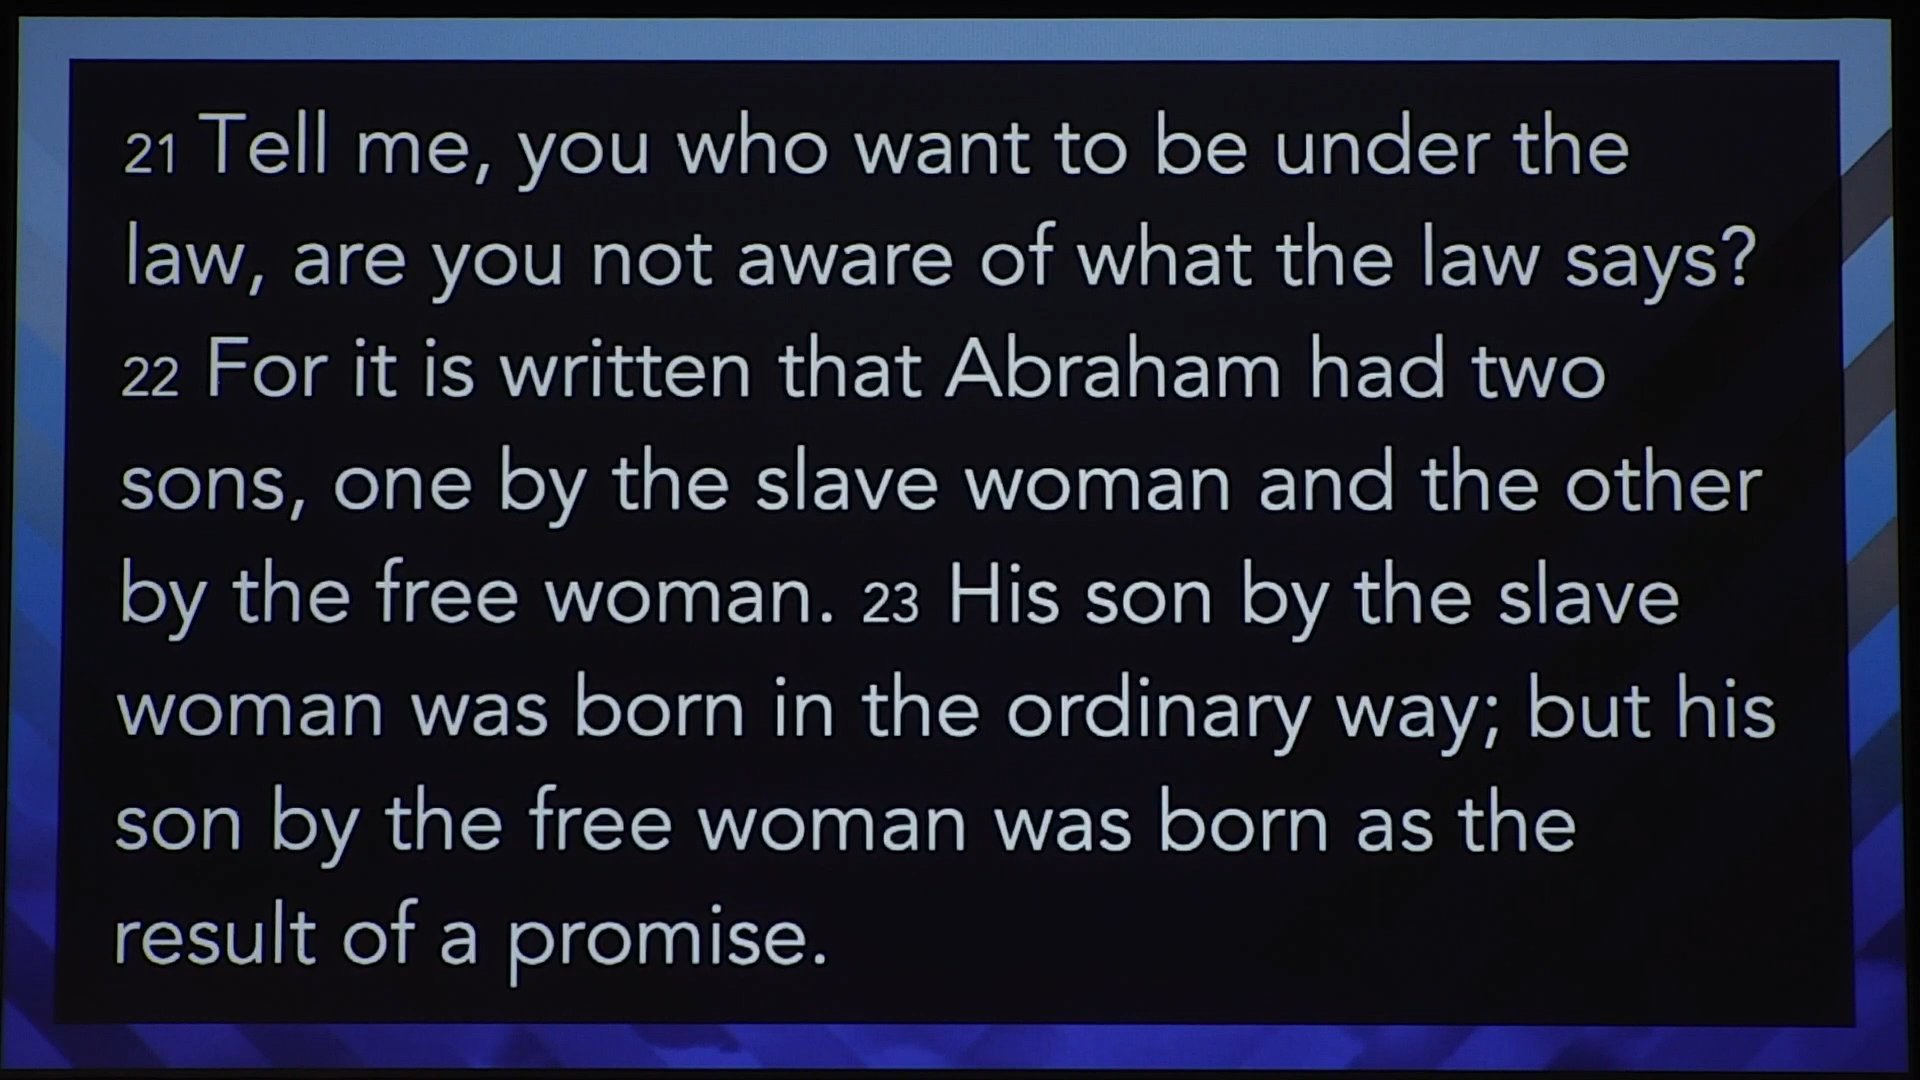 21 Tell me, you who want to be under the
law, are you not aware of what the law says?
22 For it is written that Abraham had two
sons, one by the slave woman and the other
by the free woman. 23 His son by the slave
woman was born in the ordinary way; but his
son by the free woman was born as the
result of a promise.